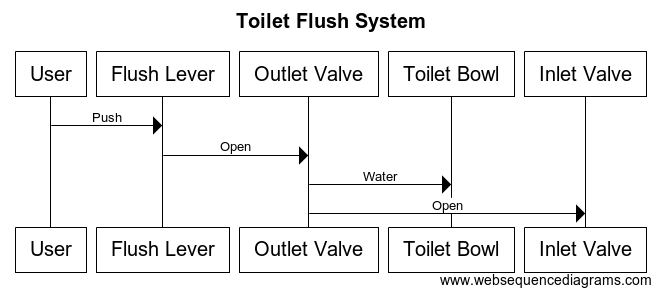 Toilet Flush System
User
Flush Lever
Outlet Valve
Toilet Bowl
Inlet Valve
Push
Open
Water
Open
User
Flush Lever
Outlet Valve
Toilet Bowl
Inlet Valve
www.websequencediagrams.com